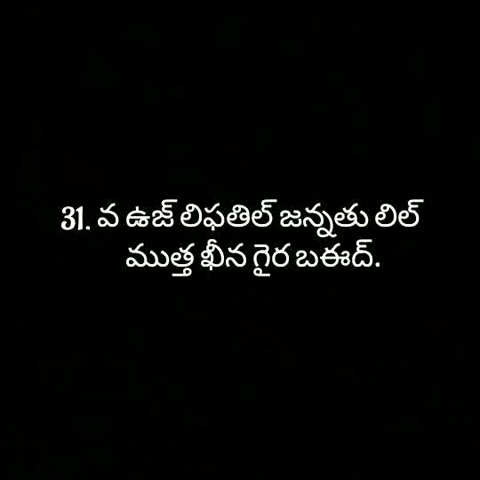 31. వ ఉజ్ లిఫతిల్ జన్నతు లిల్
ముత్త ఖీన గైర బఈద్.